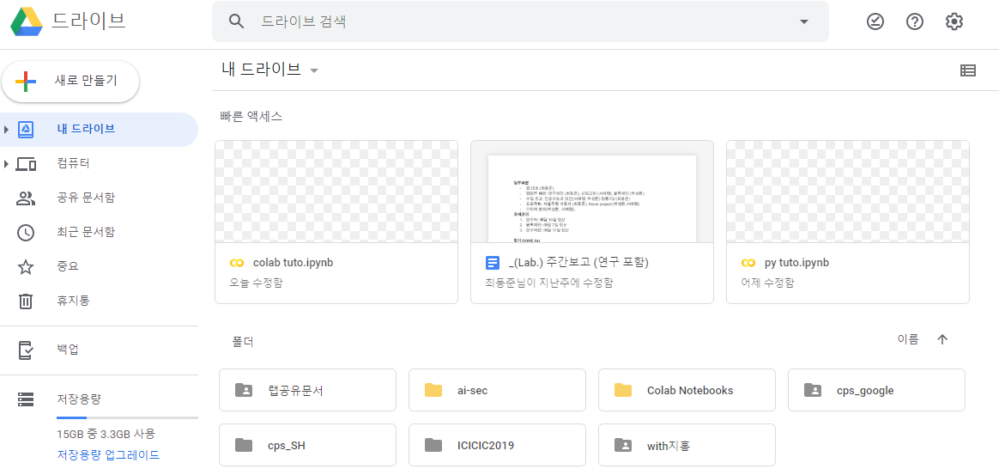 드라이브
드라이브 검색
새로 만들기
내 드라이브
컴퓨터
공유 문서함
최근 문서함
중요
휴지통
백업
저장용량
15GB 중 3.3GB 사용
저장용량 업그레이드
내 드라이브
빠른 액세스
colab tuto.ipynb
오늘 수정함
_(Lab.) 주간보고 (연구 포함)
최동준님이 지난주에 수정함
py tuto.ipynb
어제 수정함
폴더
이름
랩공유문서
ai-sec
Colab Notebooks
cps_google
cps_SH
ICICIC2019
with지홍